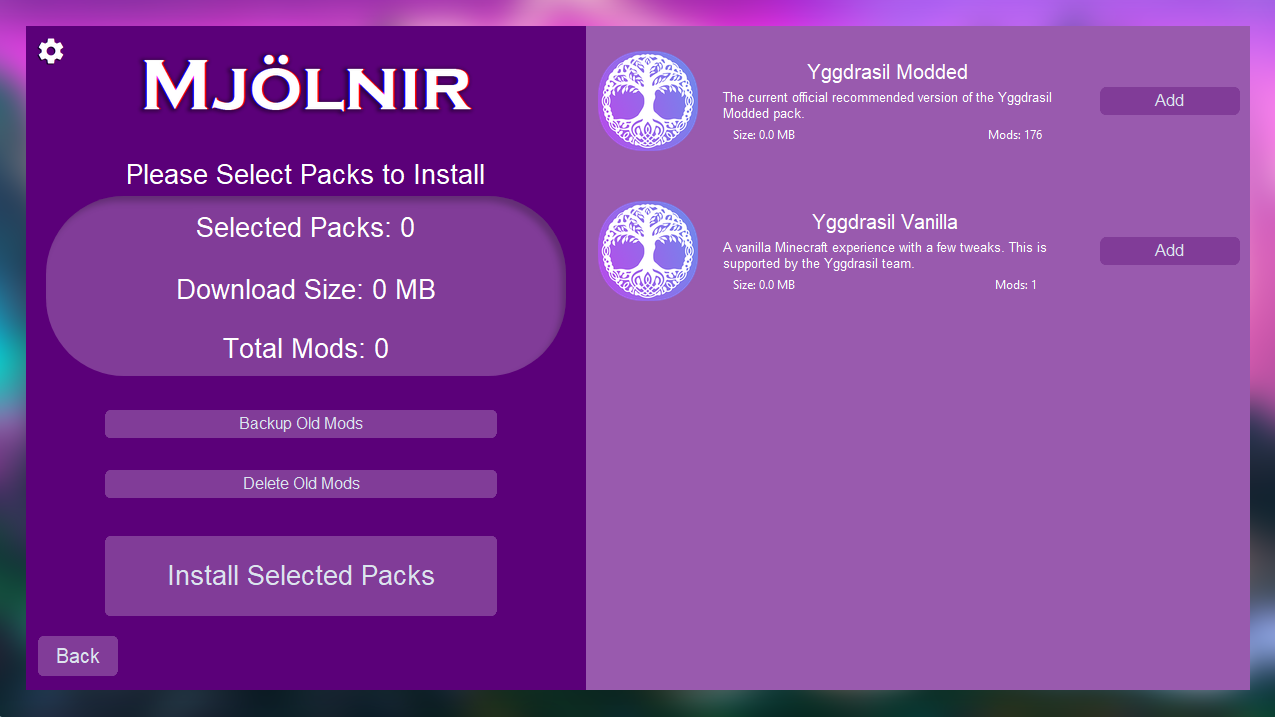 Mjölnir
Please Select Packs to Install
Selected Packs: 0
Download Size: 0 MB
Total Mods: 0
Backup Old Mods
Delete Old Mods
Install Selected Packs
Back
Yggdrasil Modded
The current official recommended version of the Yggdrasil
Modded pack.
Size: 0.0 MB
Mods: 176
Add
Yggdrasil Vanilla
A vanilla Minecraft experience with a few tweaks. This is
supported by the Yggdrasil team.
Size: 0.0 MB
Mods: 1
Add